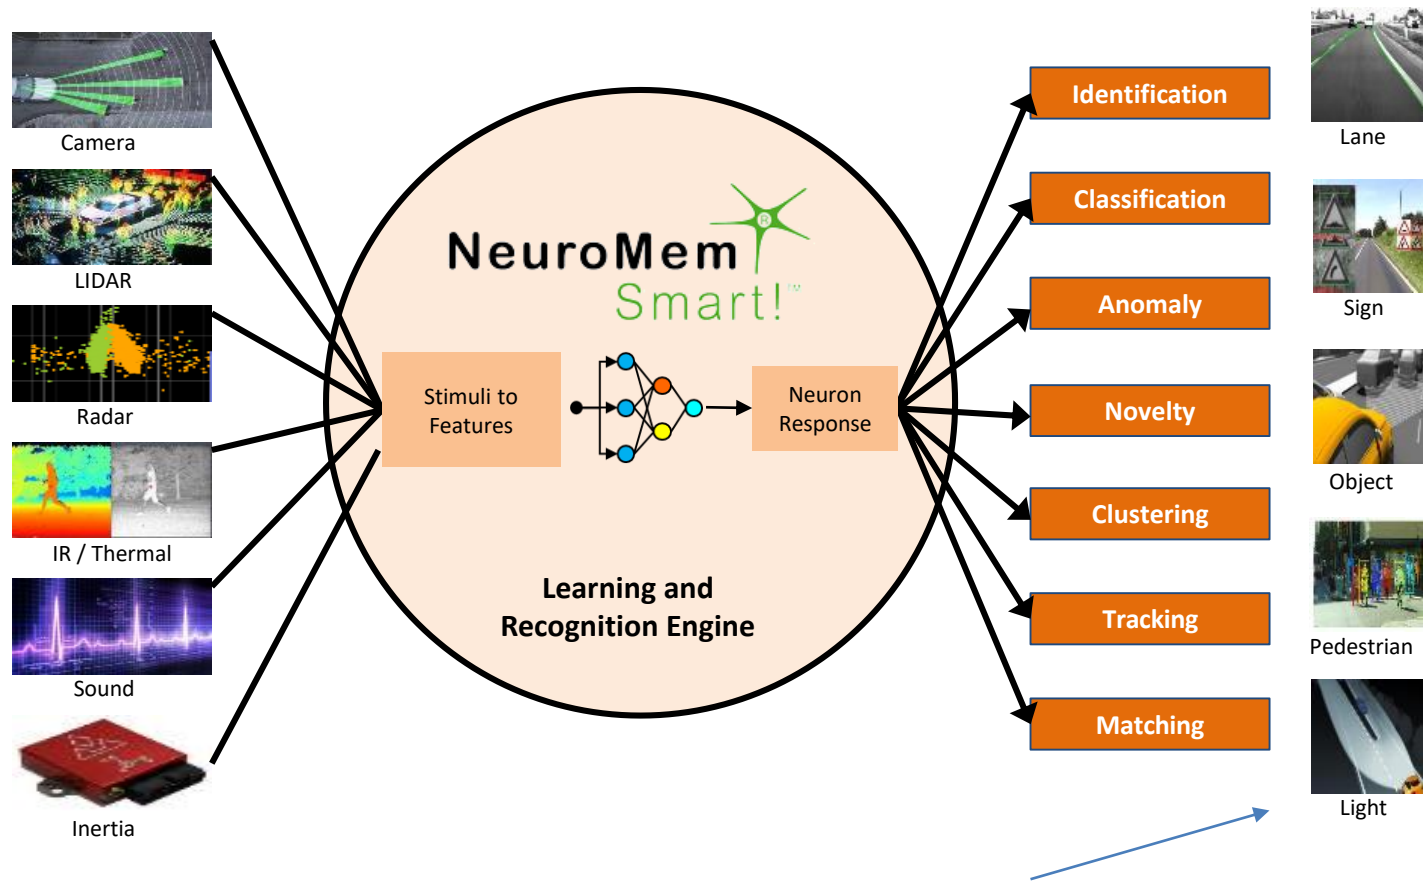 Camera
LIDAR
Radar
IR / Thermal
Sound
Inertia
NeuroMem
®
Smart!™
Stimuli to
Features
Neuron
Response
Learning and
Recognition Engine
Identification
Classification
Anomaly
Novelty
Clustering
Tracking
Matching
Lane
Sign
Object
Pedestrian
Light